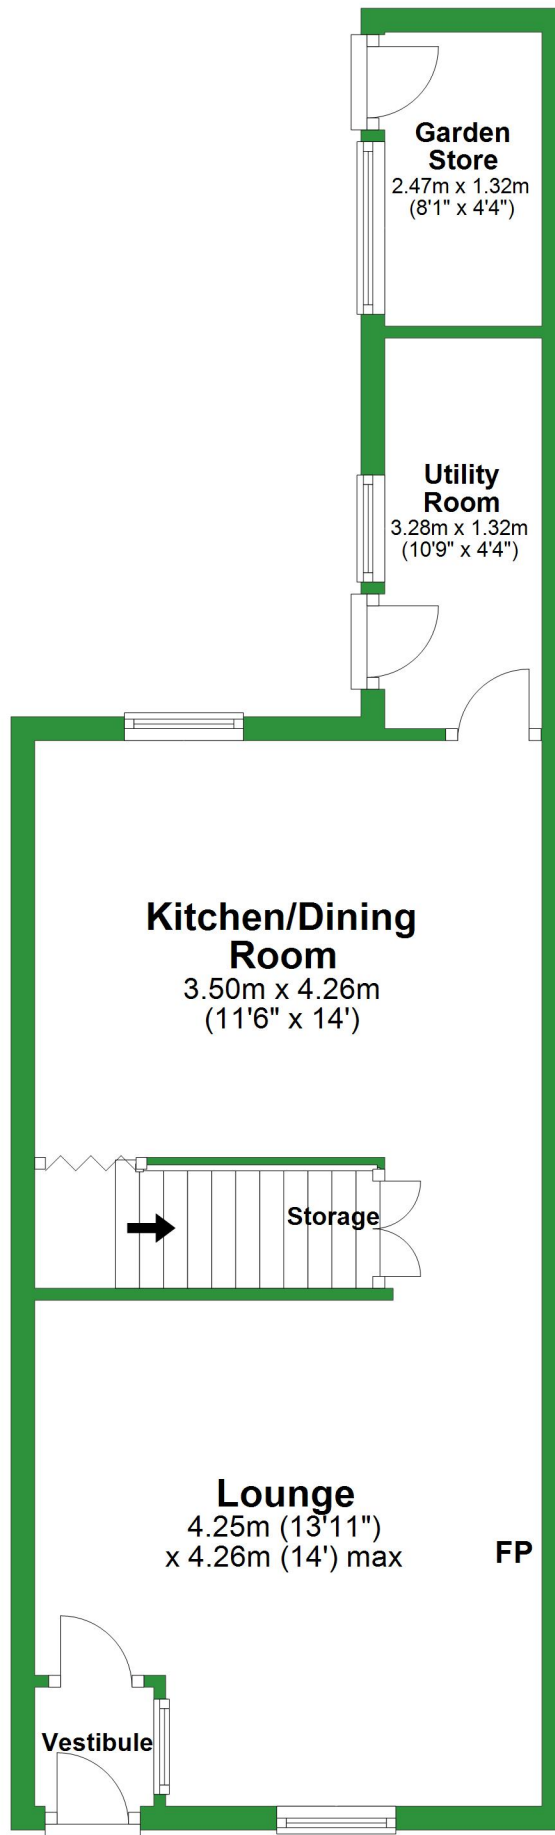 Garden
Store
2.47m x 1.32m
(8'1" x 4'4")
Utility
Room
3.28m x 1.32m
(10'9" x 4'4")
Kitchen/Dining
Room
3.50m x 4.26m
(11'6" x 14')
Storage
Lounge
4.25m (13'11")
x 4.26m (14') max
FP
Vestibule